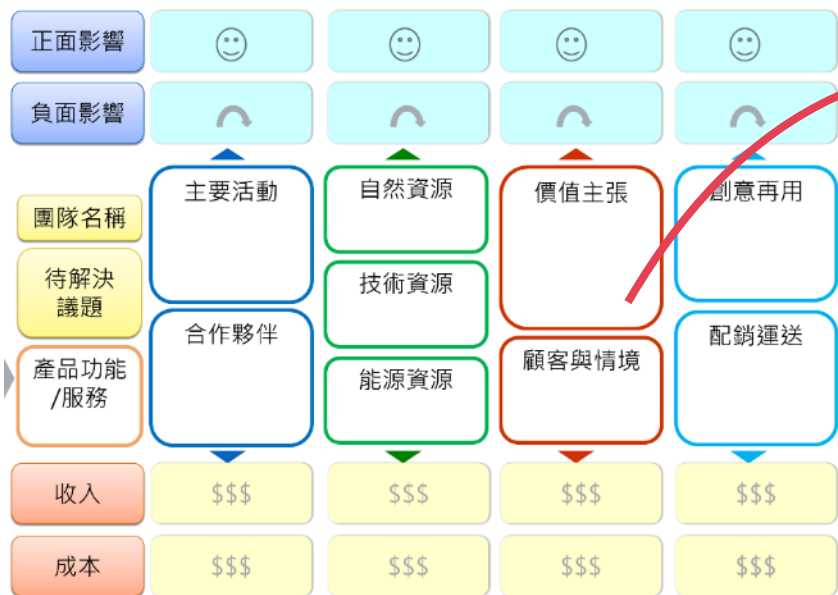 正面影響
負面影響
團隊名稱
待解決
議題
產品功能
/服務
主要活動
合作夥伴
自然資源
技術資源
能源資源
價值主張
顧客與情境
創意再用
配銷運送
收入
$$$
$$$
$$$
$$$
成本
$$$
$$$
$$$
$$$